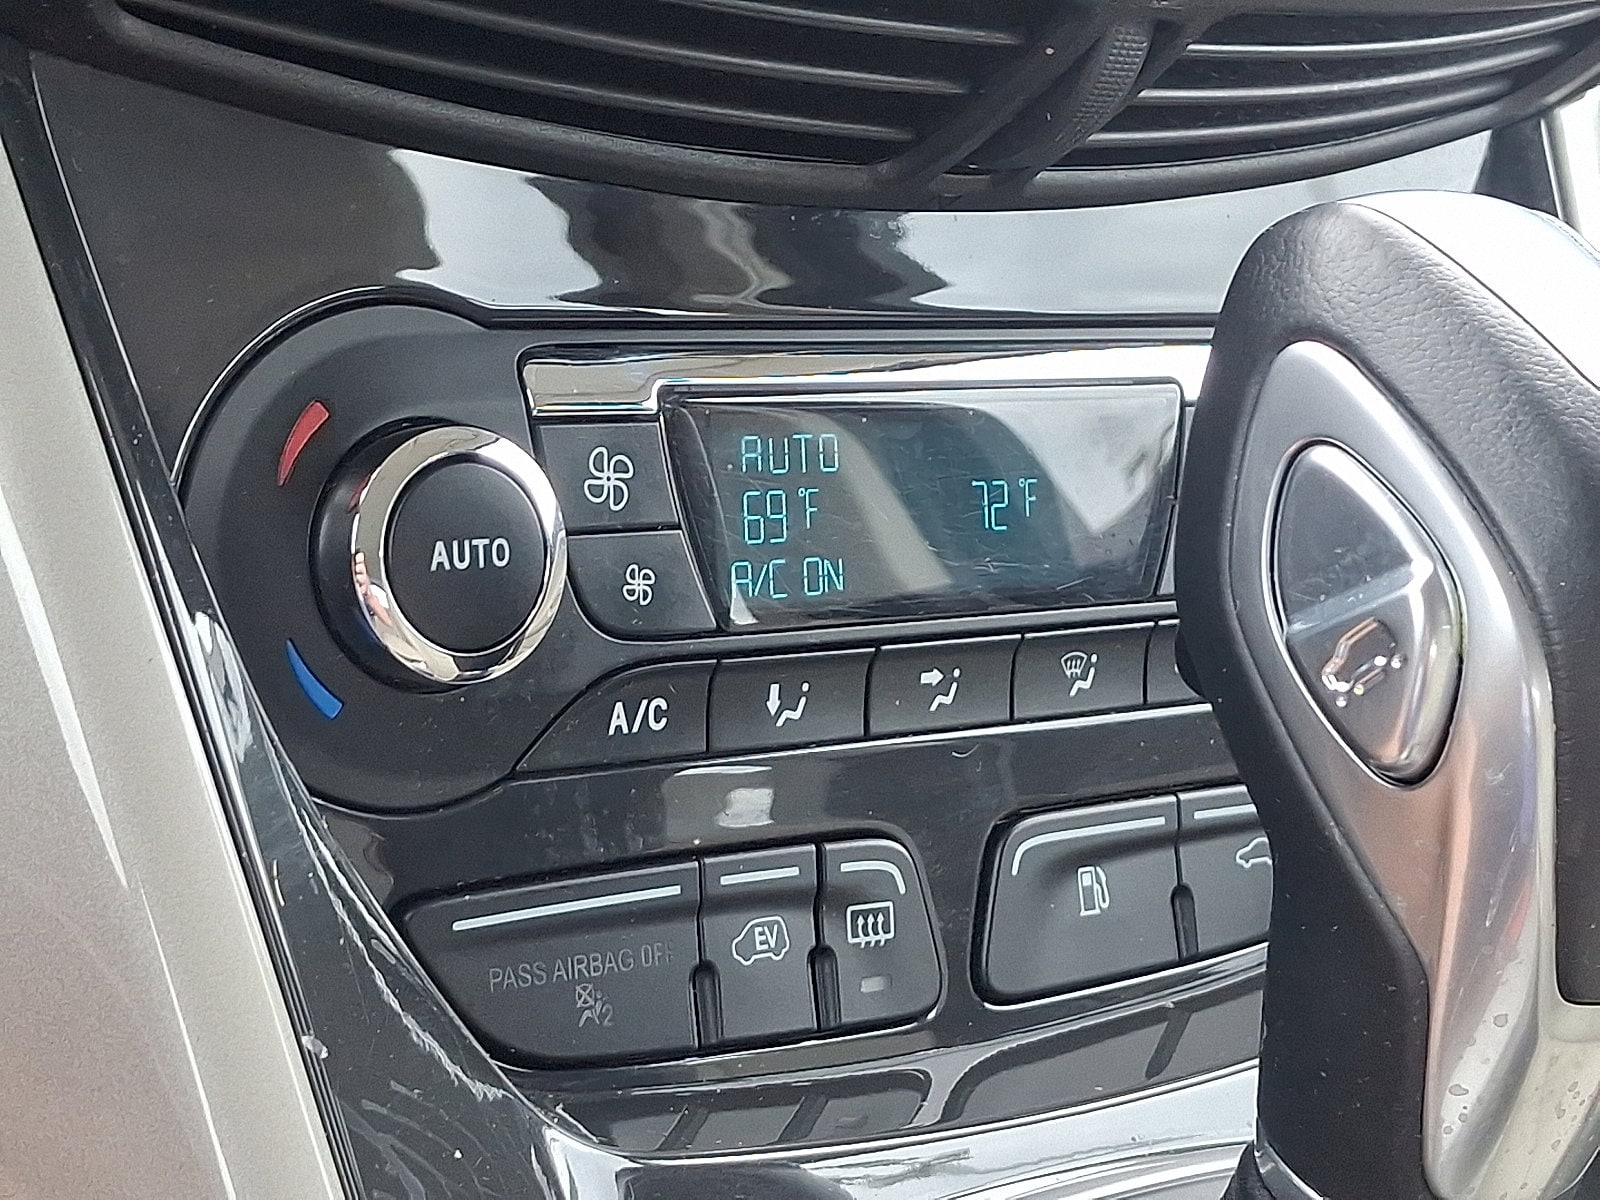 AUTO
AUTO
69°F 72°F
A/C ON
A/C
EV
PASS AIRBAG OFF
2